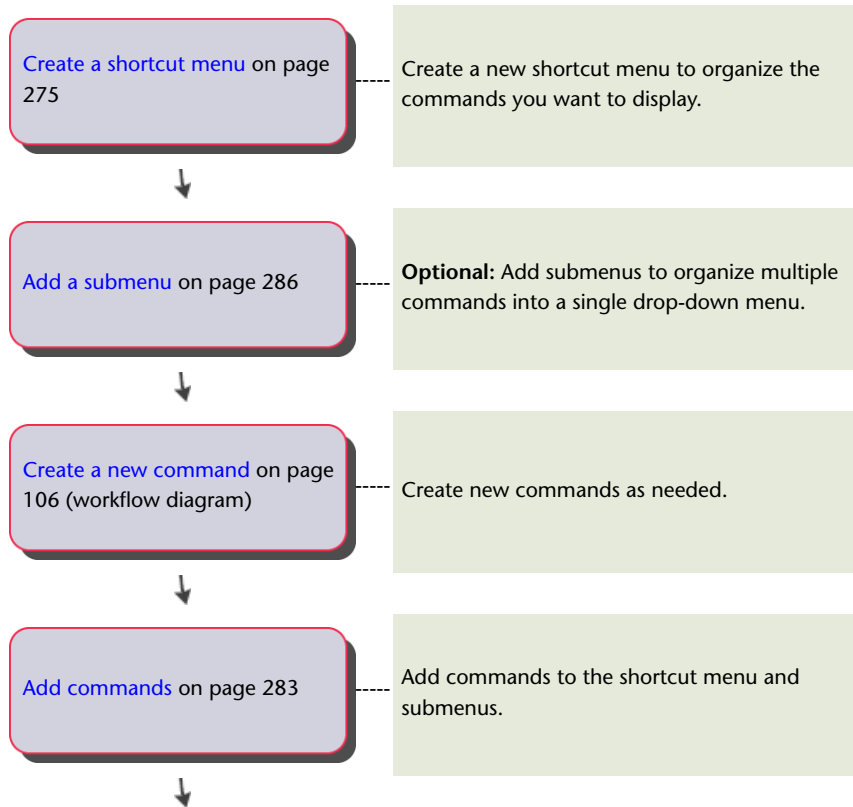 Create a shortcut menu on page
275
Create a new shortcut menu to organize the
commands you want to display.
Add a submenu on page 286
Optional: Add submenus to organize multiple
commands into a single drop-down menu.
Create a new command on page
106 (workflow diagram)
Create new commands as needed.
Add commands on page 283
Add commands to the shortcut menu and
submenus.